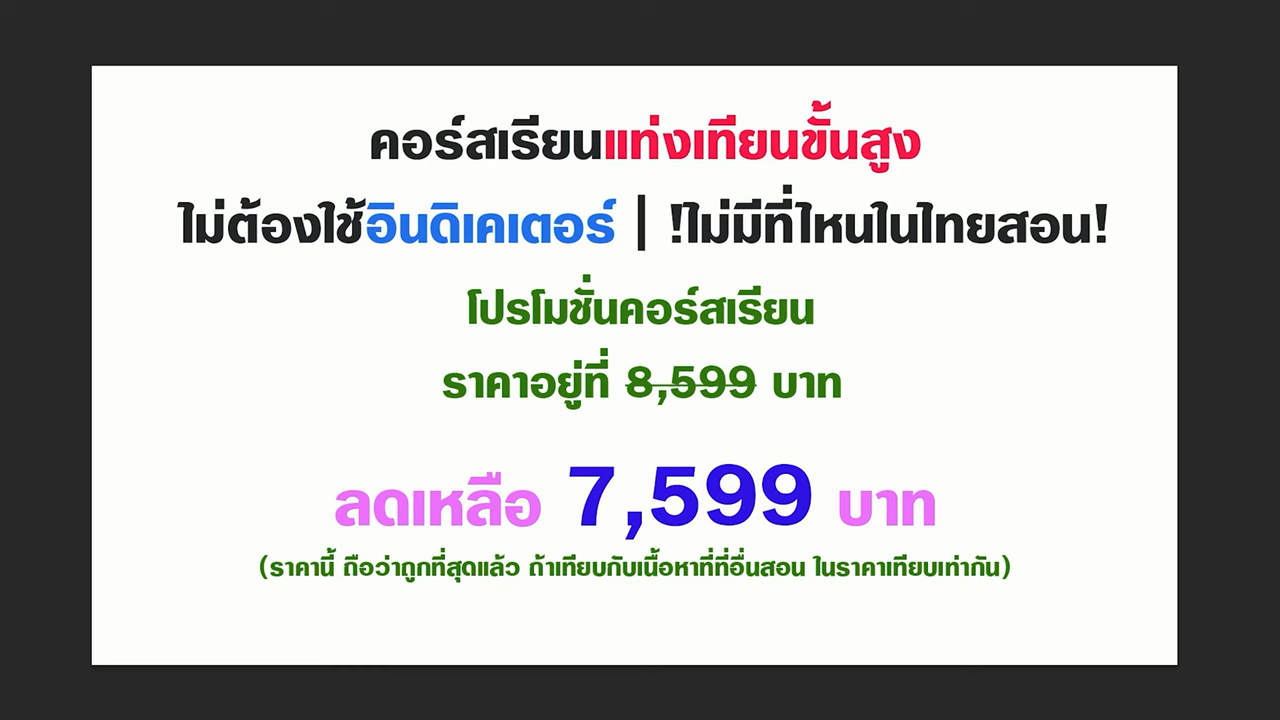 คอร์สเรียนแท่งเทียนขั้นสูง
ไม่ต้องใช้อินดิเคเตอร์ | !ไม่มีที่ไหนในไทยสอน!
โปรโมชั่นคอร์สเรียน
ราคาอยู่ที่ 8,599 บาท
ลดเหลือ 7,599 บาท
(ราคานี้ ถือว่าถูกที่สุดแล้ว ถ้าเทียบกับเนื้อหาที่ที่อื่นสอน ในราคาเทียบเท่ากัน)